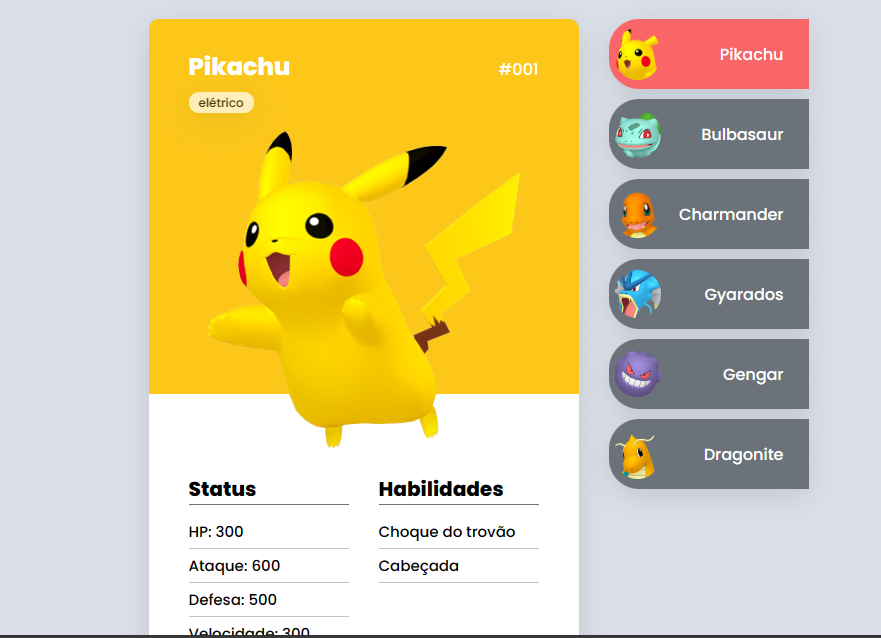 Pikachu
#001
elétrico
Status
HP: 300
Ataque: 600
Defesa: 500
Velocidade: 300
Habilidades
Choque do trovão
Cabeçada
Pikachu
Bulbasaur
Charmander
Gyarados
Gengar
Dragonite